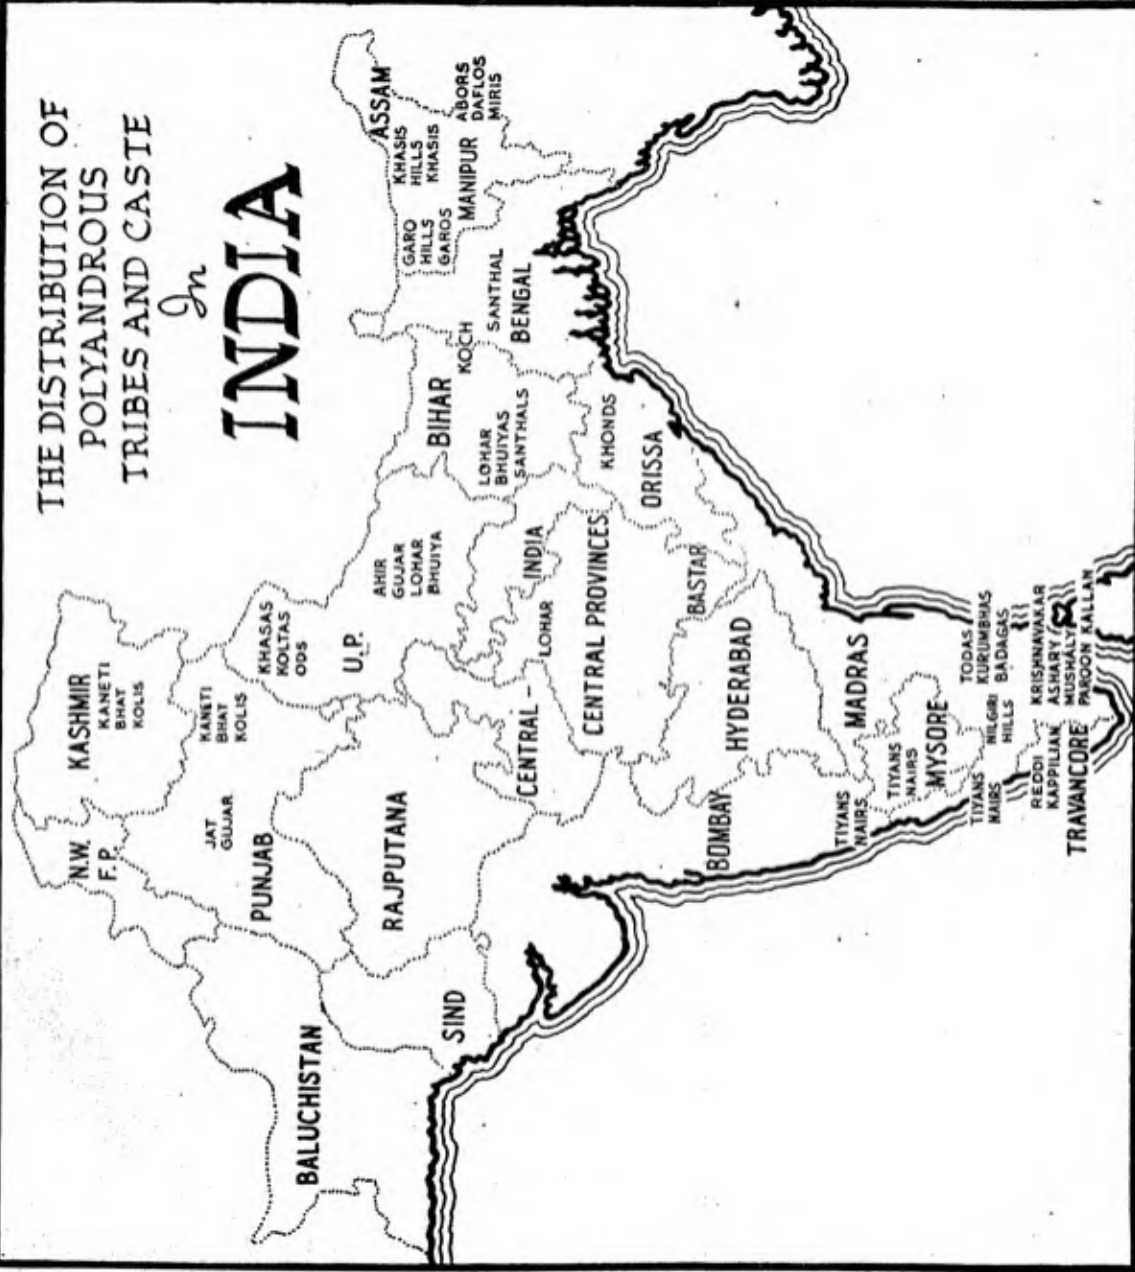 THE DISTRIBUTION OF
POLYANDROUS
TRIBES AND CASTE
In
INDIA
KASHMIR
KANETI
BHAT
KOLIS
N.W.
F.P.
KANETI
BHAT
KOLIS
JAT
GUJAR
PUNJAB
KHASAS
KOLTAS
ODS
U.P.
AHIR
GUJAR
LOHAR
BHUIYA
BALUCHISTAN
SIND
RAJPUTANA
BIHAR
LOHAR
BHUIYAS
SANTHALS
KOCH
SANTHAL
BENGAL
ASSAM
KHASIS
HILLS
KHASIS
GARO
HILLS
GAROS
MANIPUR
ABORS
DAFLOS
MIRIS
CENTRAL - INDIA
LOHAR
CENTRAL PROVINCES
KHONDS
ORISSA
BASTAR
HYDERABAD
BOMBAY
MADRAS
TIYANS
NAIRS
TIYANS
NAIRS
MYSORE
TIYANS
NAIRS
NILGIRI
HILLS
TODAS
KURUMBHAS
BADAGAS
REDDI
KAPPILIAN
KRISHNAVAKAR
ASHARY
MUSHALY
PARGON KALLAN
TRAVANCORE